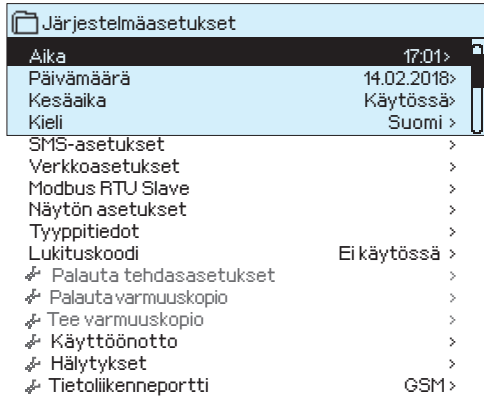 Järjestelmäasetukset
Aika 17:01>
Päivämäärä 14.02.2018>
Kesäaika Käytössä>
Kieli Suomi >
SMS-asetukset >
Verkkoasetukset >
Modbus RTU Slave >
Näytön asetukset >
Tyyppitiedot >
Lukituskoodi Ei käytössä >
Palauta tehdasasetukset >
Palauta varmuuskopio >
Tee varmuuskopio >
Käyttöönotto >
Hälytykset >
Tietoliikenneportti GSM>